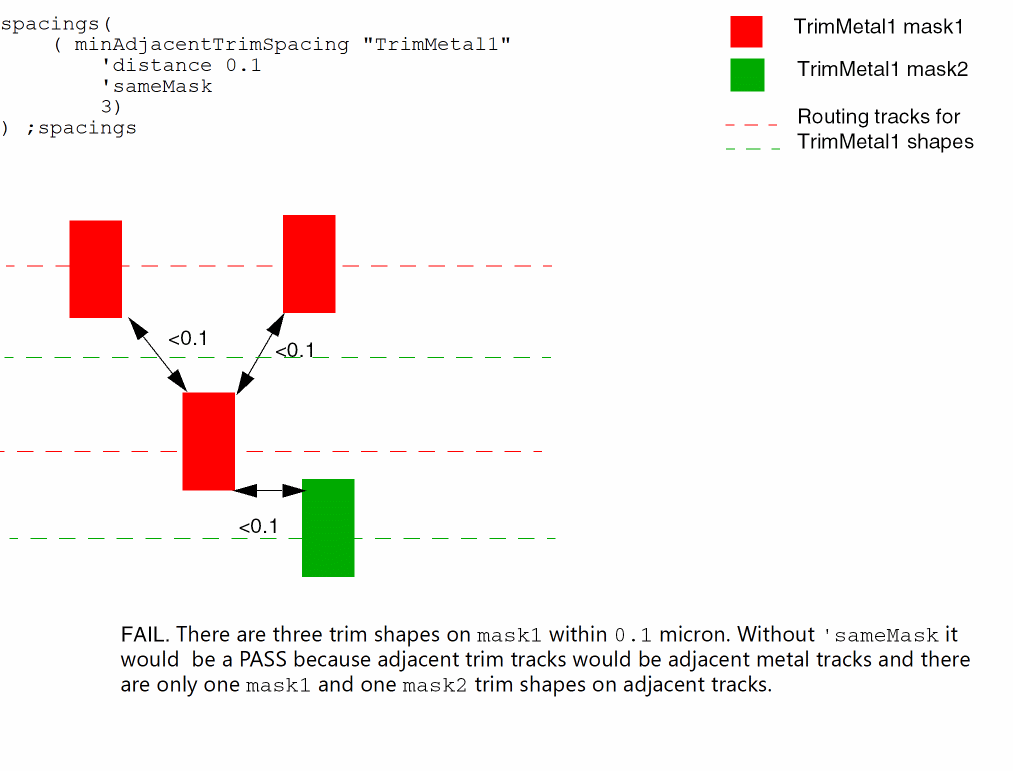 spacings(
( minAdjacentTrimSpacing "TrimMetal1"
'distance 0.1
'sameMask
3)
) ;spacings
TrimMetal1 mask1
TrimMetal1 mask2
Routing tracks for
TrimMetal1 shapes
<0.1
<0.1
<0.1
FAIL. There are three trim shapes on mask1 within 0.1 micron. Without 'sameMask it
would be a PASS because adjacent trim tracks would be adjacent metal tracks and there
are only one mask1 and one mask2 trim shapes on adjacent tracks.